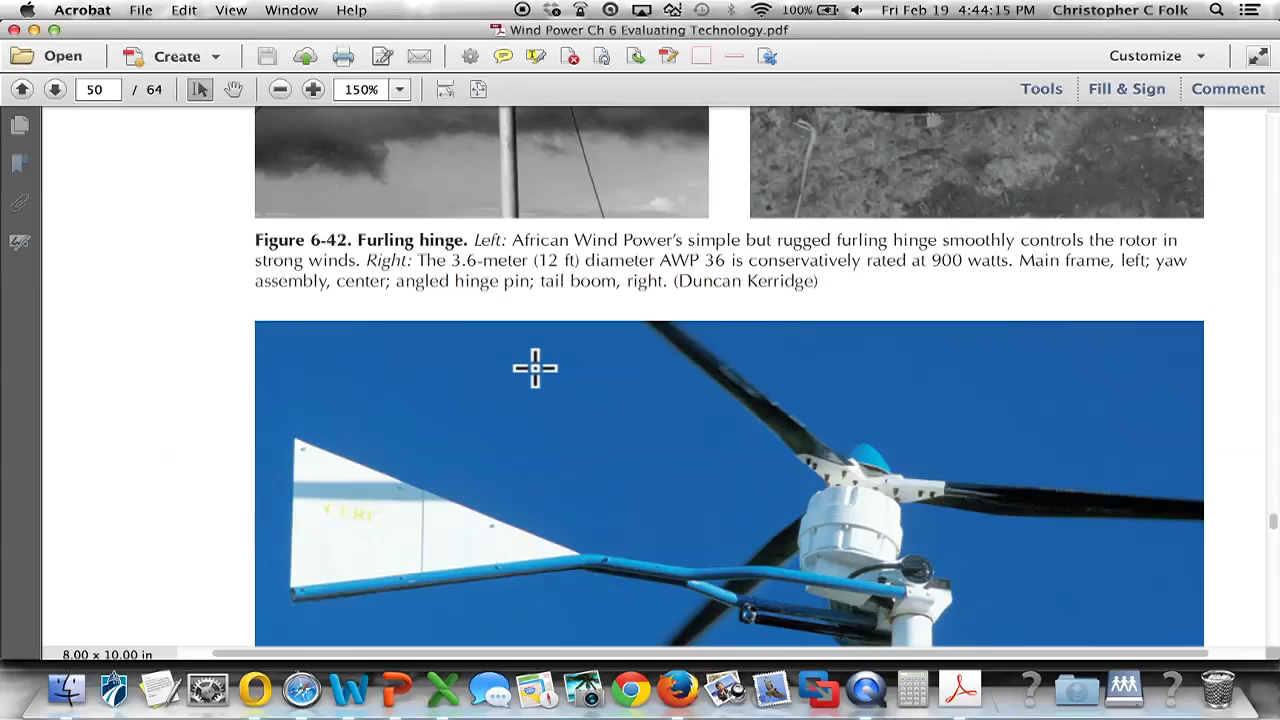 Acrobat File Edit View Window Help 100% Fri Feb 19 4:44:15 PM Christopher C Folk
Wind Power Ch 6 Evaluating Technology.pdf
Open Create Customize
50 / 64 150% Tools Fill & Sign Comment
Figure 6-42. Furling hinge. Left: African Wind Power's simple but rugged furling hinge smoothly controls the rotor in
strong winds. Right: The 3.6-meter (12 ft) diameter AWP 36 is conservatively rated at 900 watts. Main frame, left; yaw
assembly, center; angled hinge pin; tail boom, right. (Duncan Kerridge)
CERF
8.00 x 10.00 in